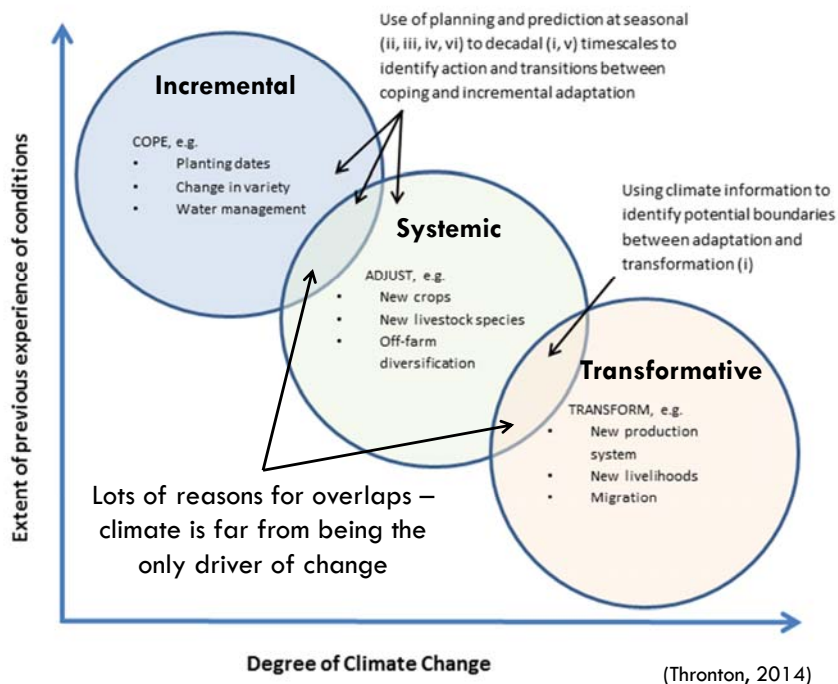 Use of planning and prediction at seasonal
(ii, iii, iv, vi) to decadal (i, v) timescales to
identify action and transitions between
coping and incremental adaptation
Incremental
COPE, e.g.
• Planting dates
• Change in variety
• Water management
Using climate information to
identify potential boundaries
between adaptation and
transformation (i)
Systemic
ADJUST, e.g.
• New crops
• New livestock species
• Off-farm
diversification
Transformative
TRANSFORM, e.g.
• New production
system
• New livelihoods
• Migration
Lots of reasons for overlaps –
climate is far from being the
only driver of change
Extent of previous experience of conditions
Degree of Climate Change
(Thronton, 2014)